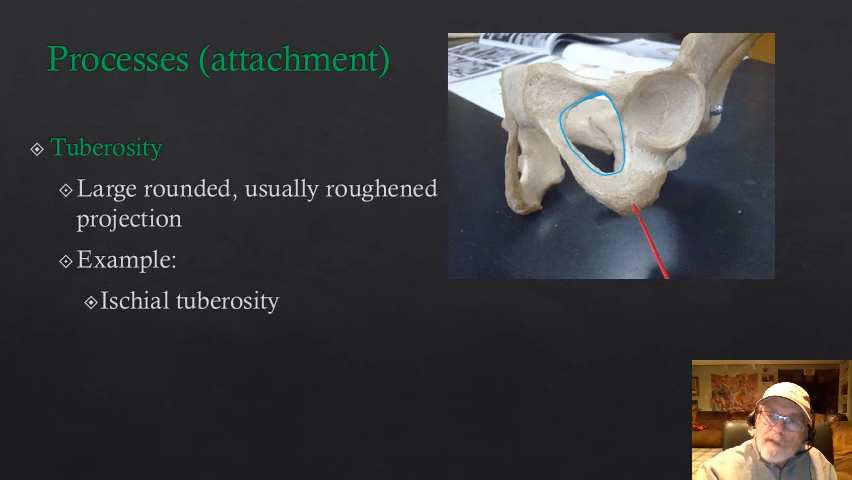 Processes (attachment)
Tuberosity
Large rounded, usually roughened
projection
Example:
Ischial tuberosity